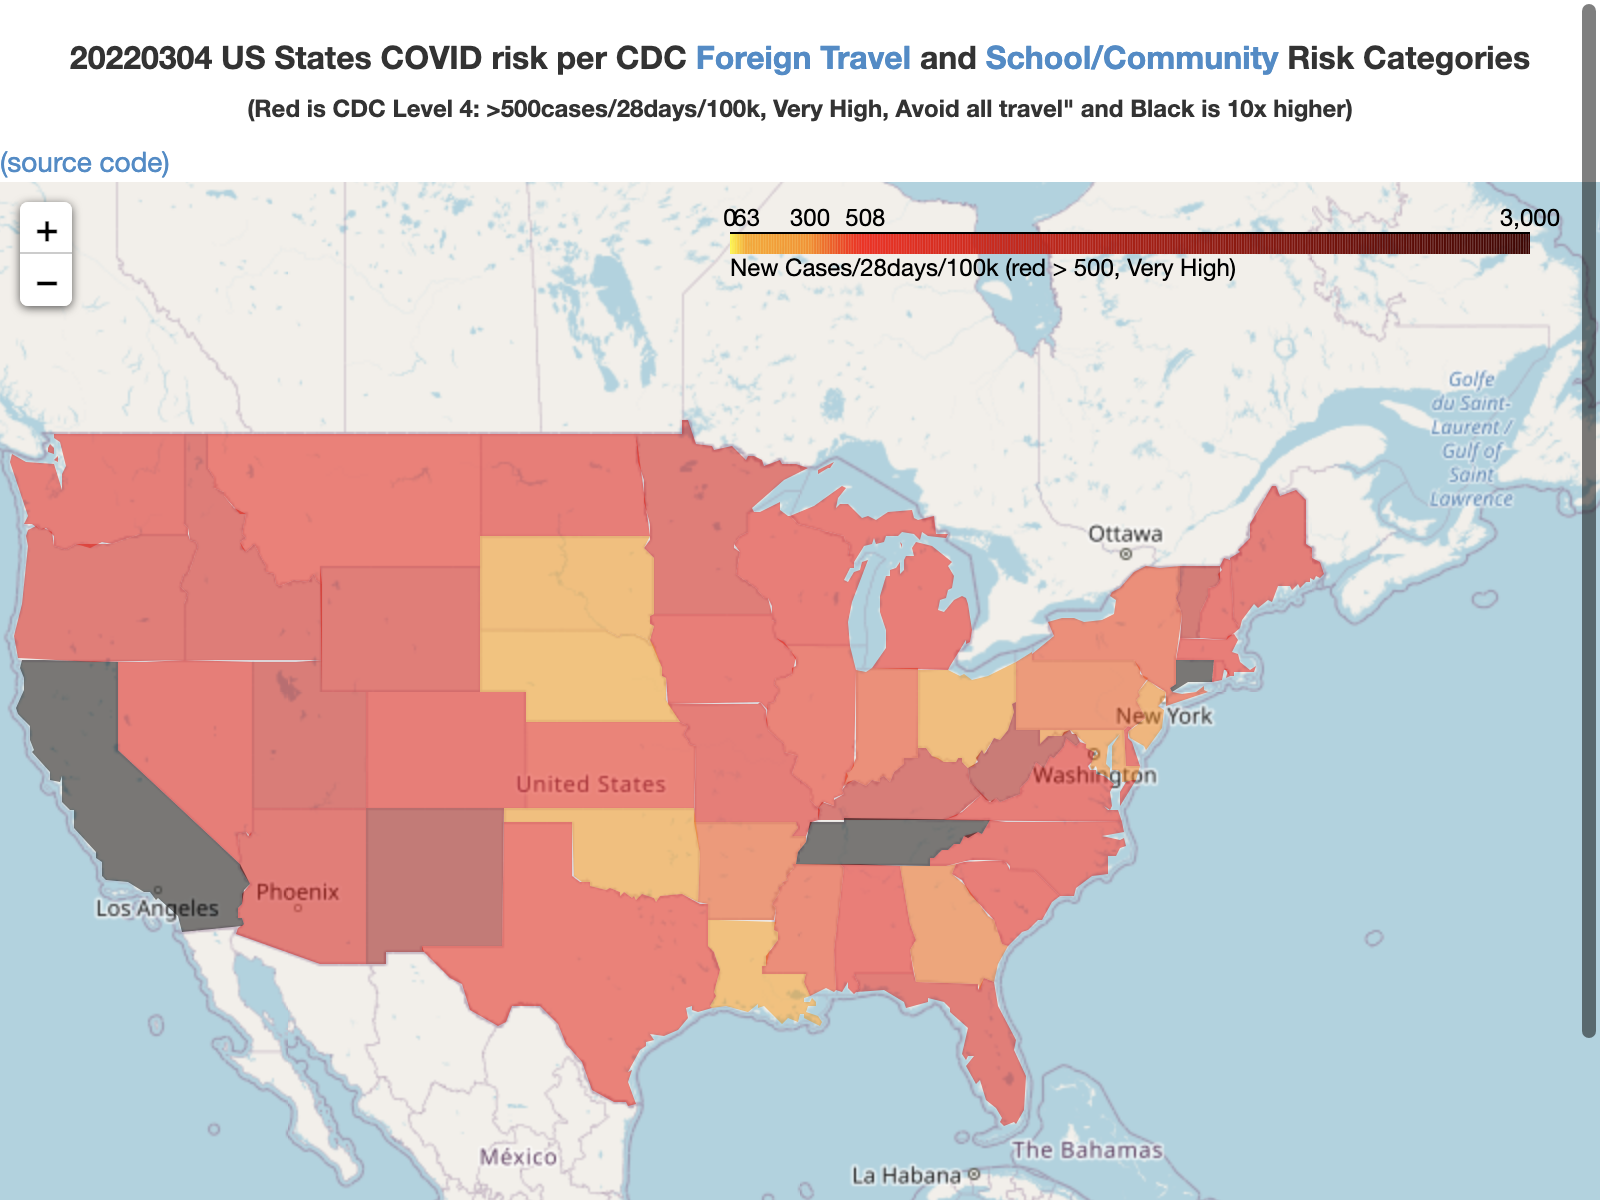 20220304 US States COVID risk per CDC Foreign Travel and School/Community Risk Categories
(Red is CDC Level 4: >500cases/28days/100k, Very High, Avoid all travel" and Black is 10x higher)
(source code)
+
−
0 63 300 508 3,000
New Cases/28days/100k (red > 500, Very High)
Golfe
du Saint-
Laurent /
Gulf of
Saint
Lawrence
Ottawa
New York
Washington
United States
Phoenix
Los Angeles
México
The Bahamas
La Habana